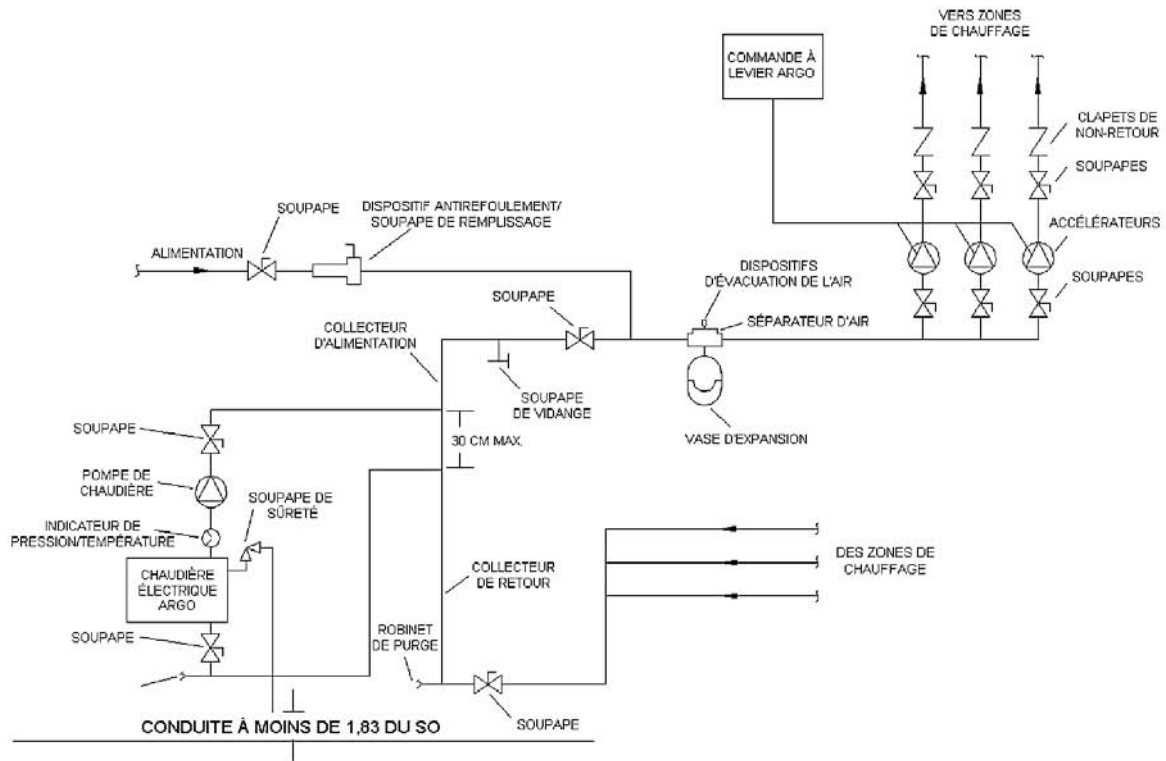 VERS ZONES
DE CHAUFFAGE
COMMANDE À
LEVIER ARGO
CLAPETS DE
NON-RETOUR
SOUPAPES
ACCÉLÉRATEURS
SOUPAPES
SOUPAPE
DISPOSITIF ANTIREFOULEMENT/
SOUPAPE DE REMPLISSAGE
ALIMENTATION
DISPOSITIFS
D'ÉVACUATION DE L'AIR
SOUPAPE
SÉPARATEUR D'AIR
COLLECTEUR
D'ALIMENTATION
SOUPAPE
DE VIDANGE
VASE D'EXPANSION
SOUPAPE
30 CM MAX.
POMPE DE
CHAUDIÈRE
SOUPAPE DE
SÛRETÉ
INDICATEUR DE
PRESSION/TEMPÉRATURE
CHAUDIÈRE
ÉLECTRIQUE
ARGO
COLLECTEUR
DE RETOUR
DES ZONES DE
CHAUFFAGE
SOUPAPE
ROBINET
DE PURGE
SOUPAPE
CONDUITE À MOINS DE 1,83 DU SO